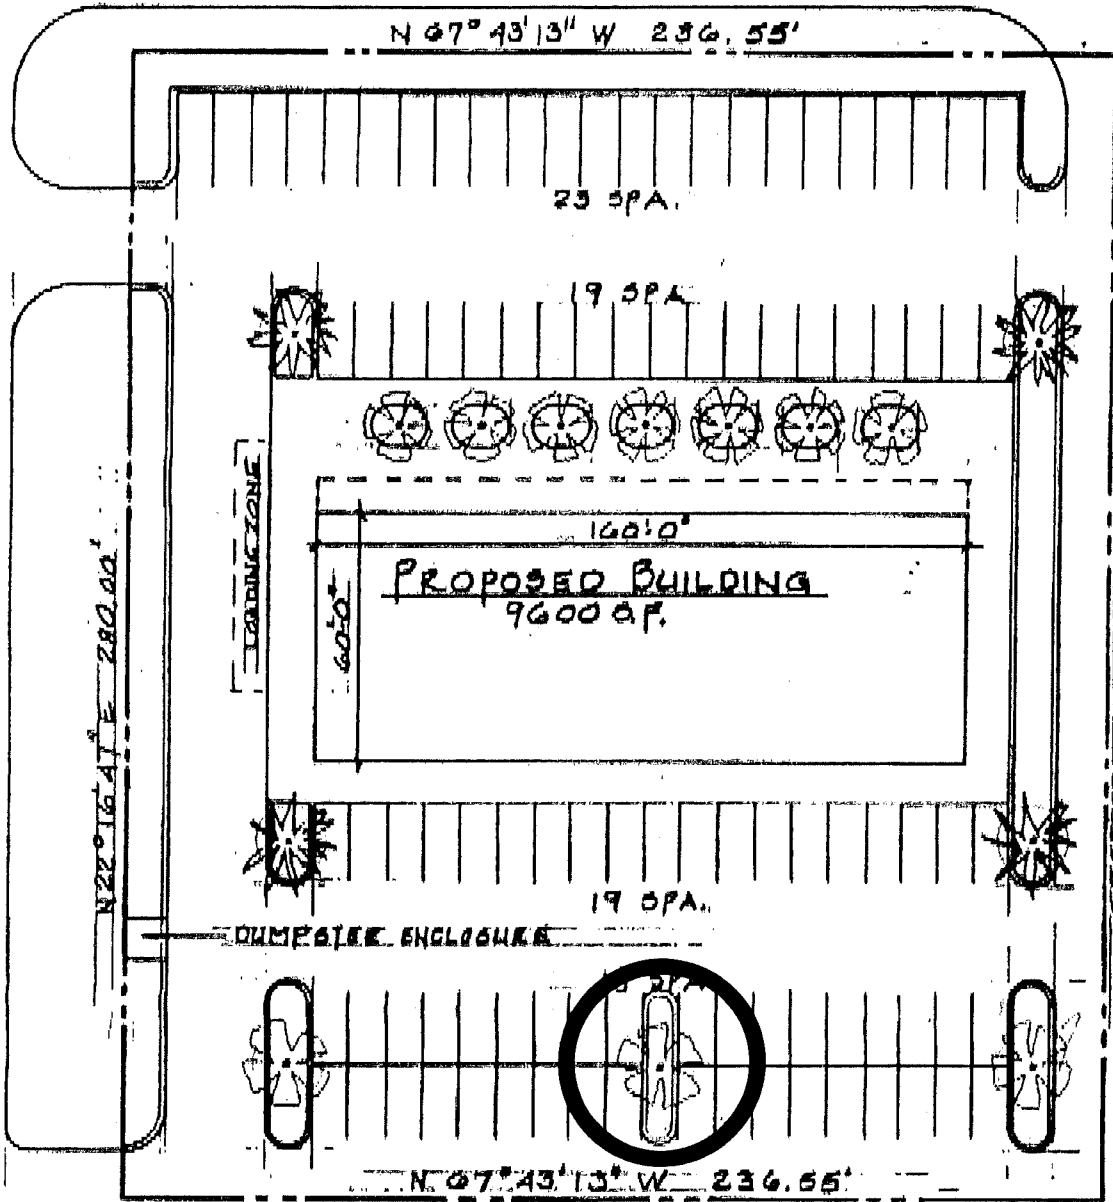 N 67° 43' 13" W 236.55'
23 SPA.
19 SPA
LOADING ZONE
160'-0"
PROPOSED BUILDING
9600 S.F.
60'-0"
N 22° 16' 47" E 280.00'
19 SPA.
DUMPSTER ENCLOSURE
N 67° 43' 13" W 236.55'